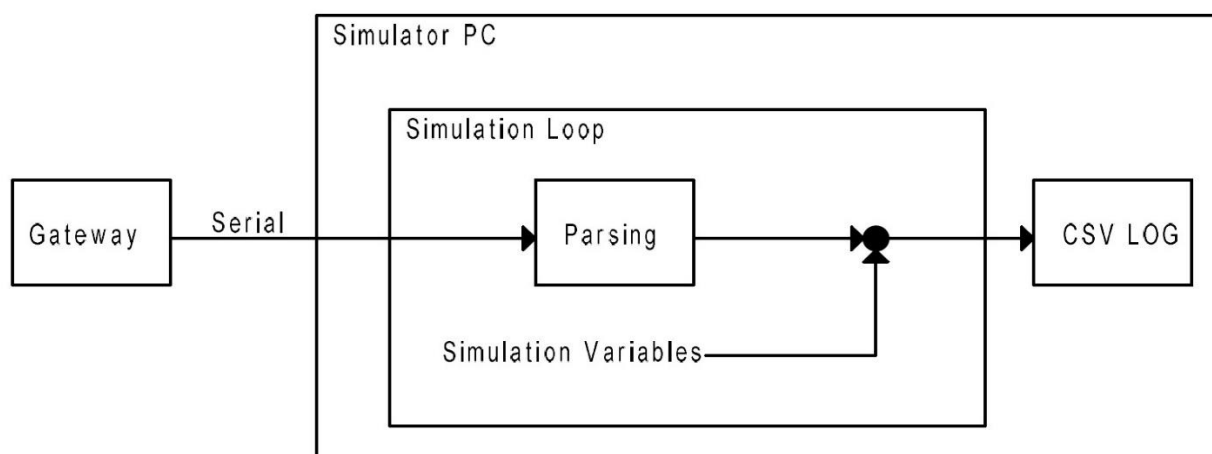 Simulator PC
Simulation Loop
Gateway
Serial
Parsing
CSV LOG
Simulation Variables